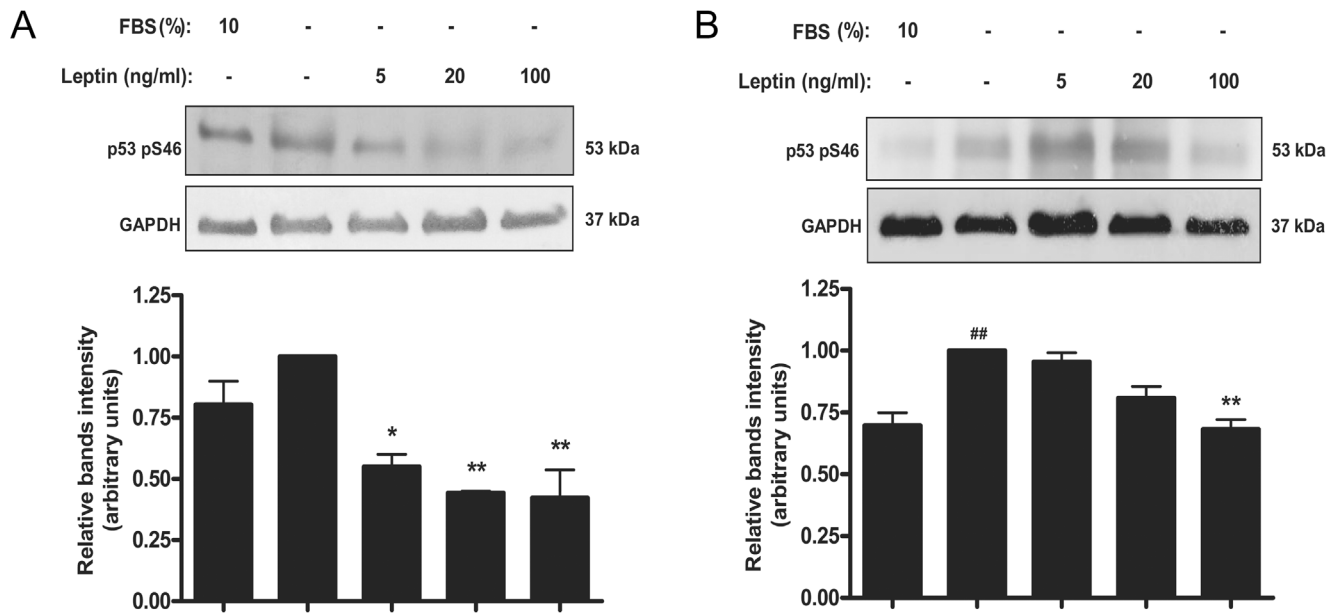 A
FBS (%): 10 - - - -
Leptin (ng/ml): - - 5 20 100
p53 pS46 53 kDa
GAPDH 37 kDa
Relative bands intensity
(arbitrary units)
1.25
1.00
0.75
0.50
0.25
0.00
* ** **
B
FBS (%): 10 - - - -
Leptin (ng/ml): - - 5 20 100
p53 pS46 53 kDa
GAPDH 37 kDa
Relative bands intensity
(arbitrary units)
1.25
1.00
0.75
0.50
0.25
0.00
## **